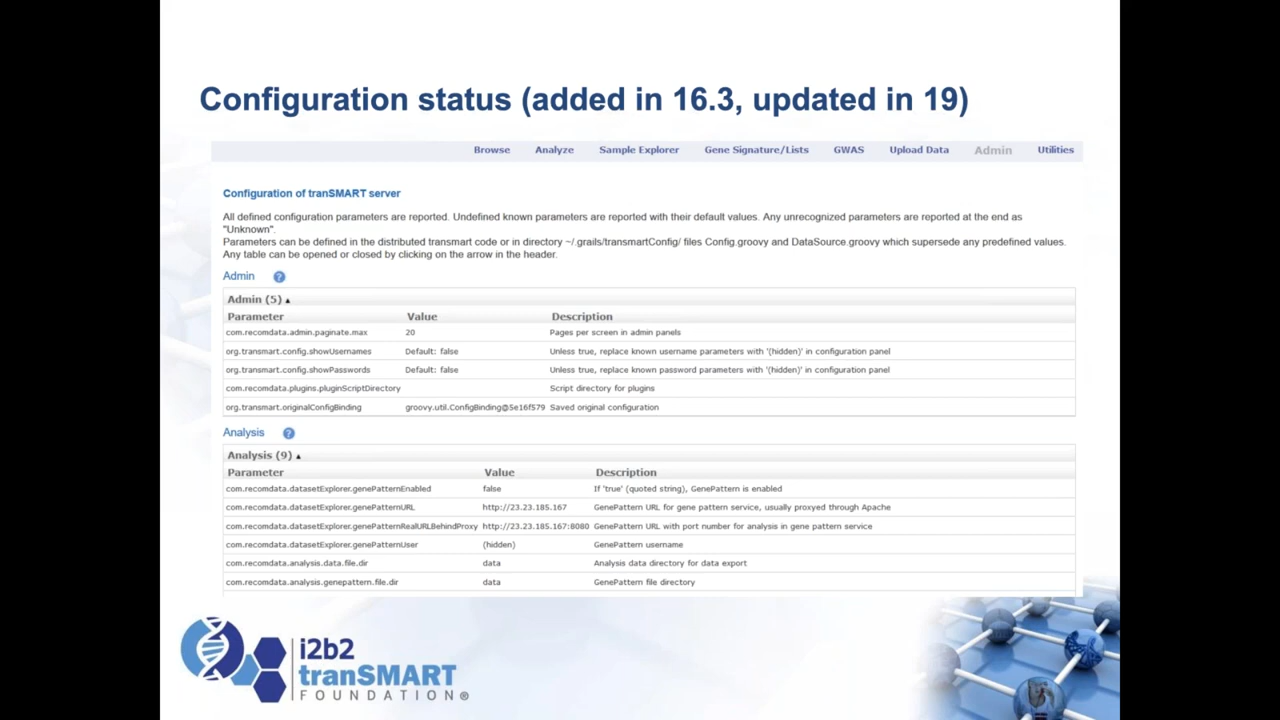 Configuration status (added in 16.3, updated in 19)
Browse Analyze Sample Explorer Gene Signature/Lists GWAS Upload Data Admin Utilities
Configuration of tranSMART server
All defined configuration parameters are reported. Undefined known parameters are reported with their default values. Any unrecognized parameters are reported at the end as
"Unknown".
Parameters can be defined in the distributed transmart code or in directory ~/.grails/transmartConfig/ files Config.groovy and DataSource.groovy which supersede any predefined values.
Any table can be opened or closed by clicking on the arrow in the header.
Admin ?
Admin (5) ▲
Parameter Value Description
com.recomdata.admin.paginate.max 20 Pages per screen in admin panels
org.transmart.config.showUsernames Default: false Unless true, replace known username parameters with '(hidden)' in configuration panel
org.transmart.config.showPasswords Default: false Unless true, replace known password parameters with '(hidden)' in configuration panel
com.recomdata.plugins.pluginScriptDirectory Script directory for plugins
org.transmart.originalConfigBinding groovy.util.ConfigBinding@5e16f579 Saved original configuration
Analysis ?
Analysis (9) ▲
Parameter Value Description
com.recomdata.datasetExplorer.genePatternEnabled false If 'true' (quoted string), GenePattern is enabled
com.recomdata.datasetExplorer.genePatternURL http://23.23.185.167 GenePattern URL for gene pattern service, usually proxyed through Apache
com.recomdata.datasetExplorer.genePatternRealURLBehindProxy http://23.23.185.167:8080 GenePattern URL with port number for analysis in gene pattern service
com.recomdata.datasetExplorer.genePatternUser (hidden) GenePattern username
com.recomdata.analysis.data.file.dir data Analysis data directory for data export
com.recomdata.analysis.genepattern.file.dir data GenePattern file directory
i2b2
tranSMART
FOUNDATION®